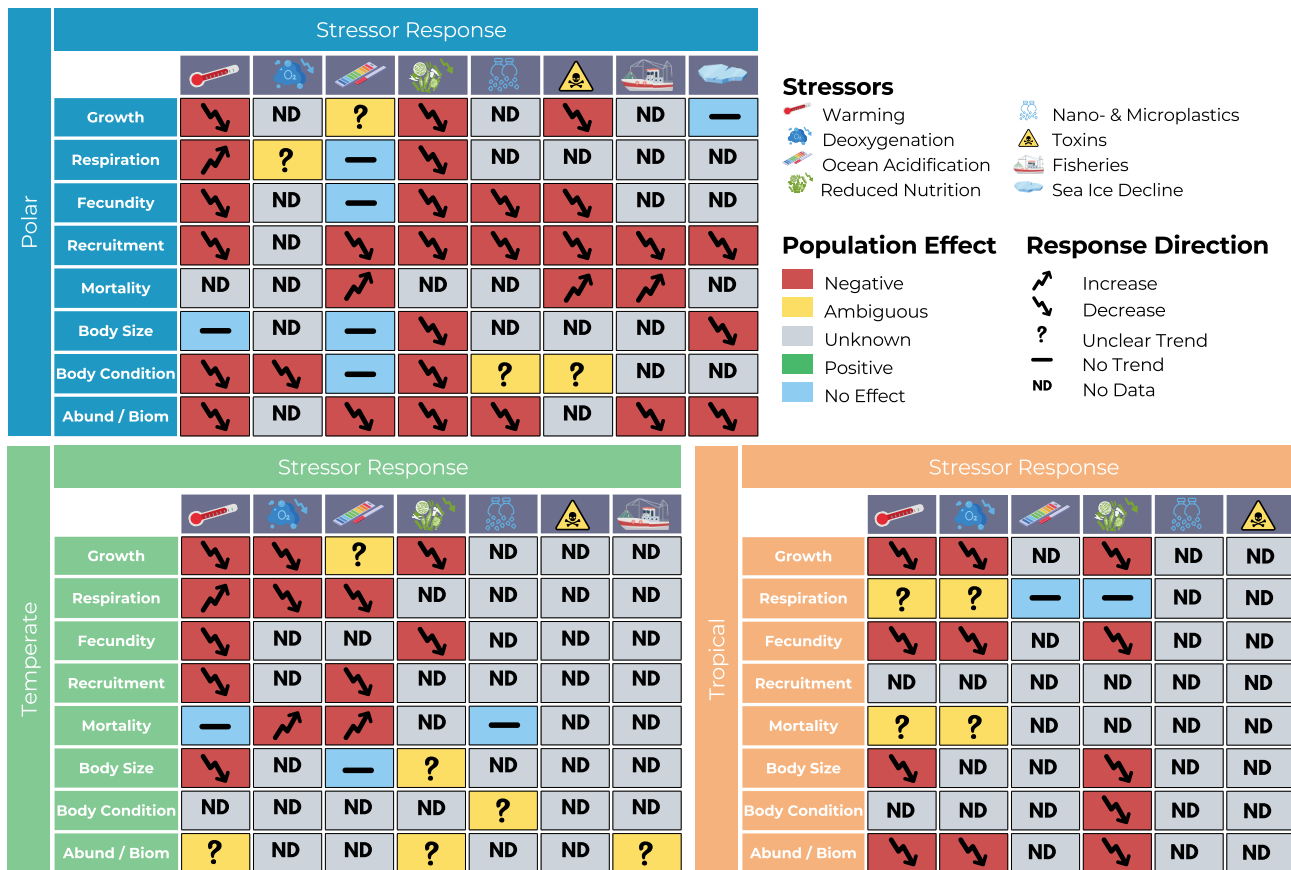 Polar
Stressor Response
O₂
Growth ND ? ND ND
Respiration ? ND ND ND ND
Fecundity ND ND ND
Recruitment ND
Mortality ND ND ND ND ND
Body Size ND ND ND ND
Body Condition ? ? ND ND
Abund / Biom ND ND
Stressors
Warming Nano- & Microplastics
Deoxygenation Toxins
Ocean Acidification Fisheries
Reduced Nutrition Sea Ice Decline
Population Effect Response Direction
Negative Increase
Ambiguous Decrease
Unknown ? Unclear Trend
Positive No Trend
No Effect ND No Data
Temperate
Stressor Response
O₂
Growth ? ND ND ND
Respiration ND ND ND ND
Fecundity ND ND ND ND ND
Recruitment ND ND ND ND ND
Mortality ND ND ND
Body Size ND ? ND ND ND
Body Condition ND ND ND ND ? ND ND
Abund / Biom ? ND ND ? ND ND ?
Tropical
Stressor Response
O₂
Growth ND ND ND
Respiration ? ? ND ND
Fecundity ND ND ND
Recruitment ND ND ND ND ND ND
Mortality ? ? ND ND ND ND
Body Size ND ND ND ND
Body Condition ND ND ND ND ND
Abund / Biom ND ND ND